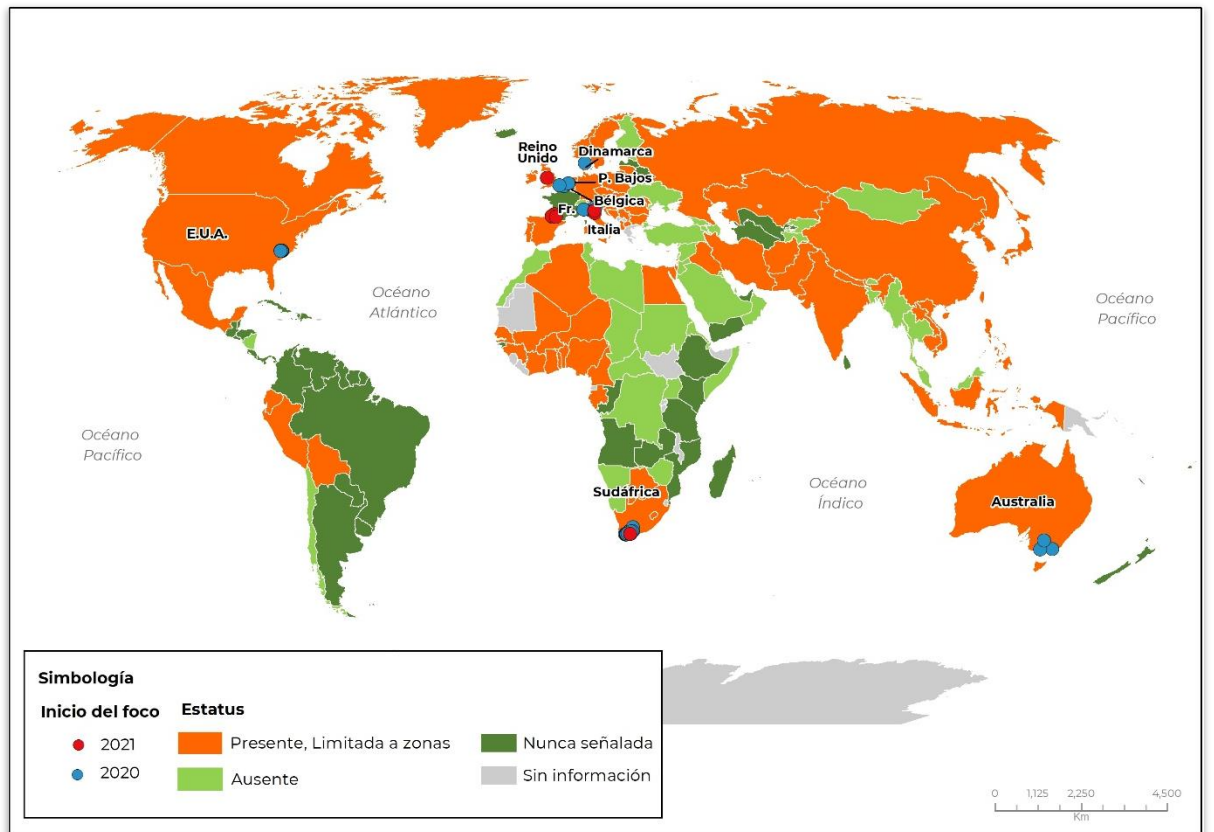 Reino
Unido
Dinamarca
P. Bajos
Bélgica
Fr.
Italia
E.U.A.
Océano
Atlántico
Océano
Pacífico
Océano
Pacífico
Océano
Índico
Sudáfrica
Australia
Simbología
Inicio del foco
2021
2020
Estatus
Presente, Limitada a zonas
Ausente
Nunca señalada
Sin información
0 1,125 2,250 4,500
Km